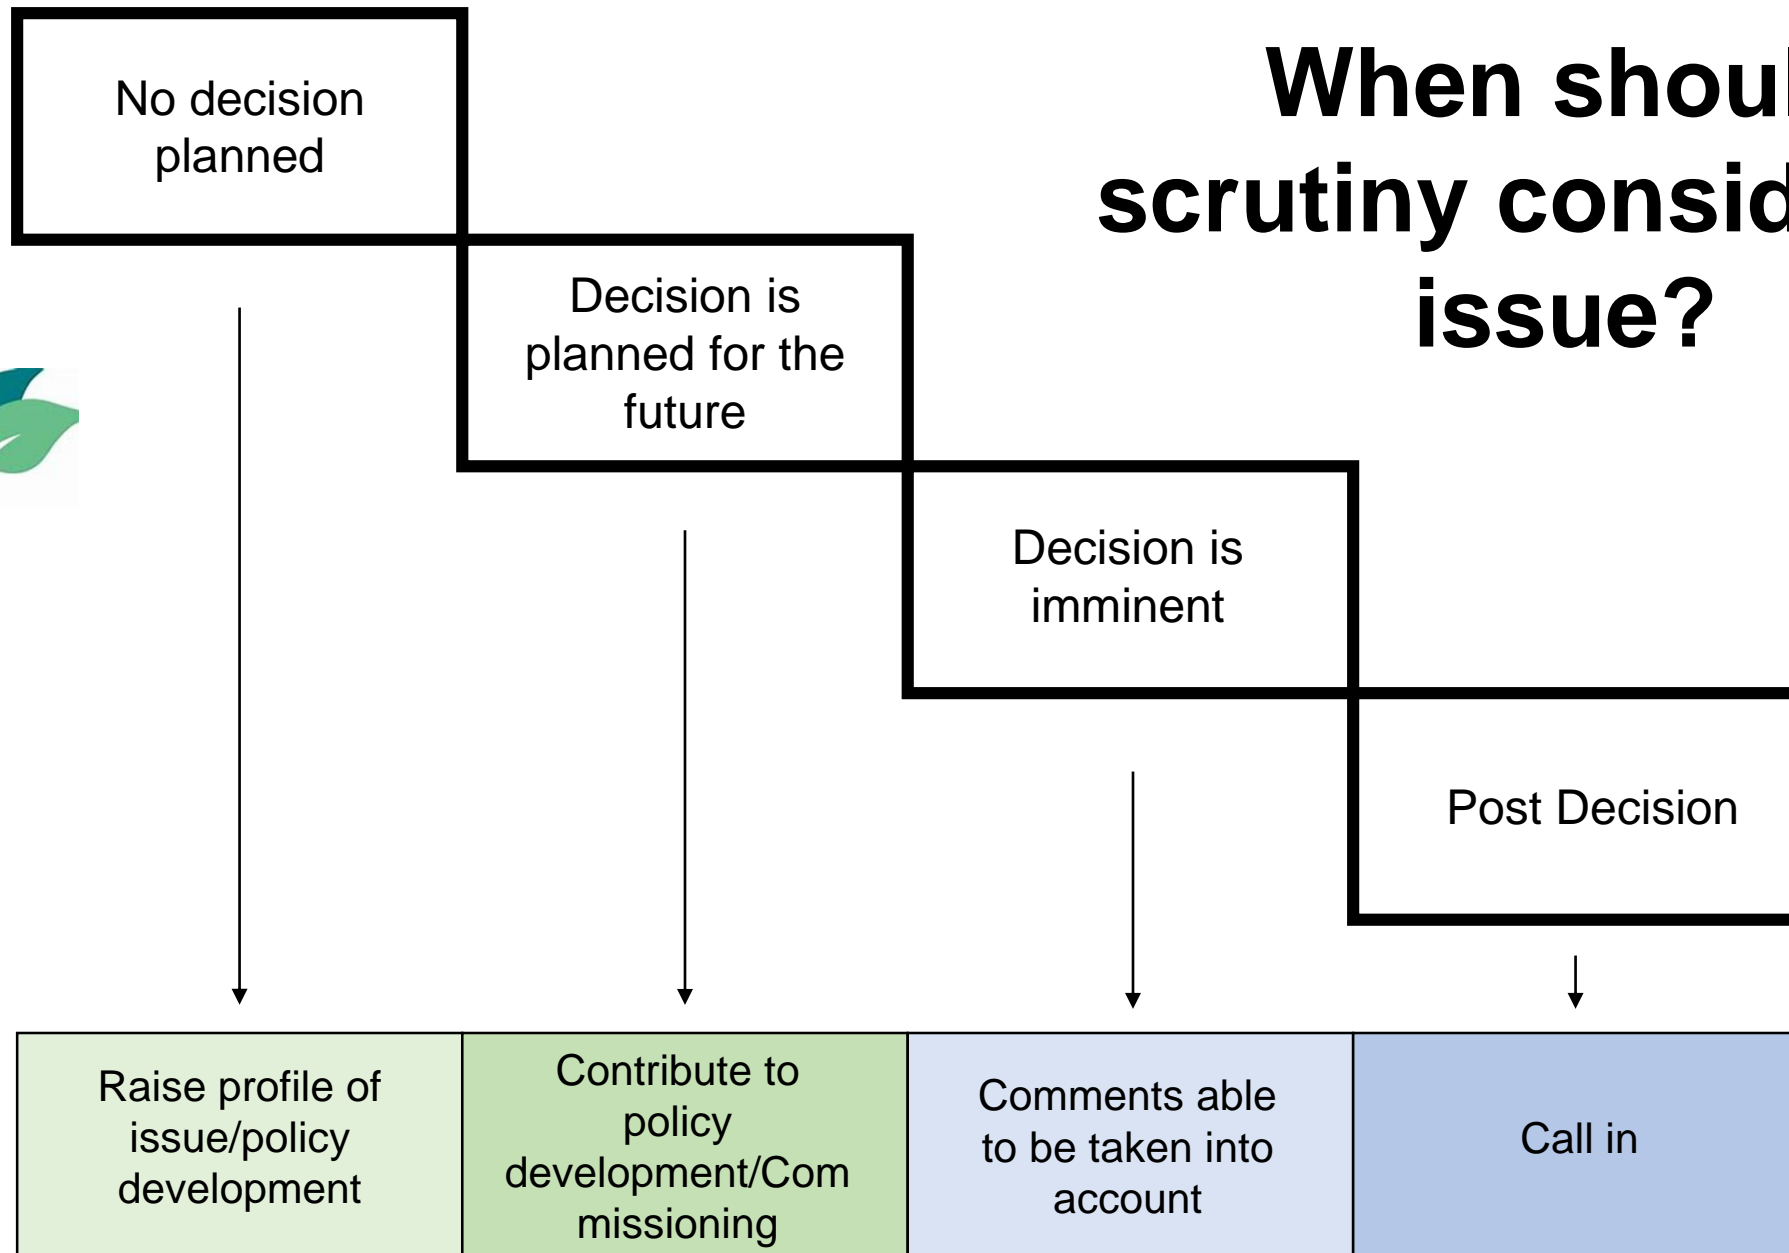 When shoul
scrutiny consid
issue?
No decision
planned
Decision is
planned for the
future
Decision is
imminent
Post Decision
Raise profile of
issue/policy
development
Contribute to
policy
development/Com
missioning
Comments able
to be taken into
account
Call in